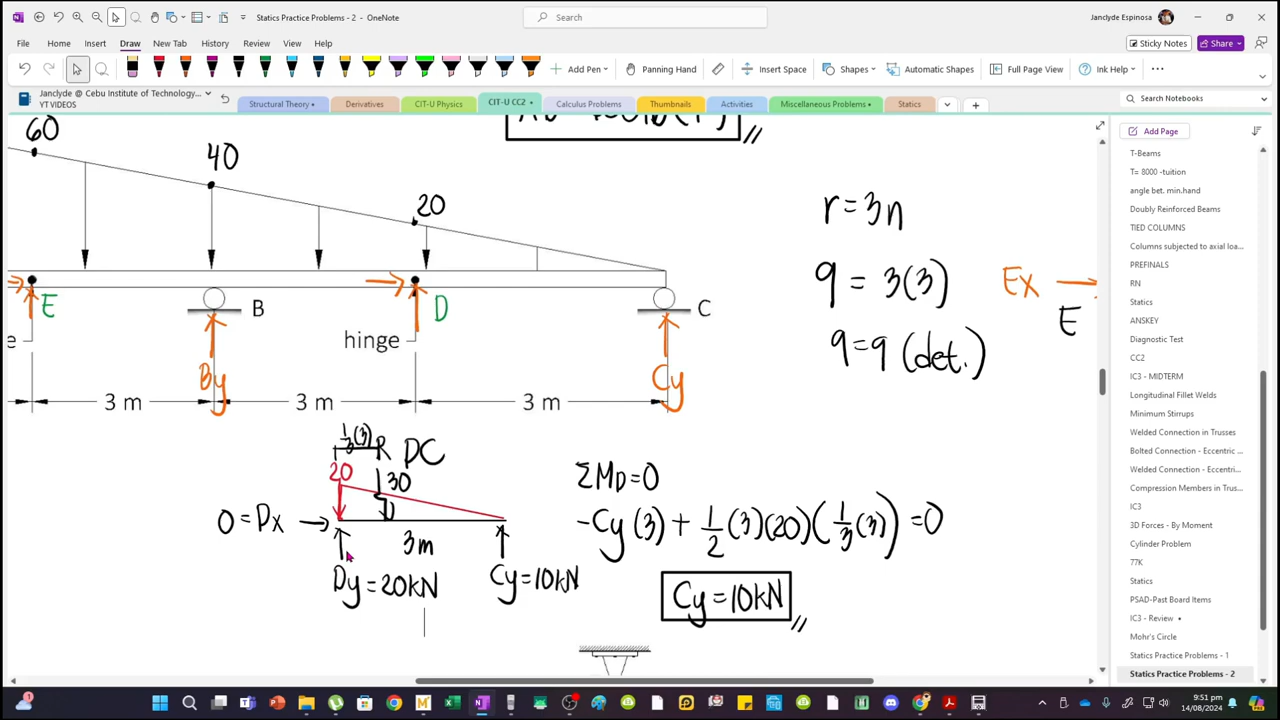 Statics Practice Problems - 2 - OneNote
Search
Janclyde Espinosa
File Home Insert Draw New Tab History Review View Help
Sticky Notes
Share
Add Pen
Panning Hand
Insert Space
Shapes
Automatic Shapes
Full Page View
Ink Help
Janclyde @ Cebu Institute of Technology...
YT VIDEOS
Structural Theory
Derivatives
CIT-U Physics
CIT-U CC2
Calculus Problems
Thumbnails
Activities
Miscellaneous Problems
Statics
Search Notebooks
Add Page
60
40
20
E
B
D
C
hinge
By
Cy
3 m
3 m
3 m
r=3n
9 = 3(3)
9=9 (det.)
Ex
E
1/3(3)
R
DC
20
30
0 = Dx
3m
Dy = 20kN
Cy=10kN
ΣMD=0
-Cy(3) + 1/2(3)(20)(1/3(3)) =0
Cy=10kN
T-Beams
T= 8000 -tuition
angle bet. min.hand
Doubly Reinforced Beams
TIED COLUMNS
Columns subjected to axial loa...
PREFINALS
RN
Statics
ANSKEY
Diagnostic Test
CC2
IC3 - MIDTERM
Longitudinal Fillet Welds
Minimum Stirrups
Welded Connection in Trusses
Bolted Connection - Eccentric ...
Welded Connection - Eccentric...
Compression Members in Trusses
IC3
3D Forces - By Moment
Cylinder Problem
77K
Statics
PSAD-Past Board Items
IC3 - Review
Mohr's Circle
Statics Practice Problems - 1
Statics Practice Problems - 2
9:51 pm
14/08/2024